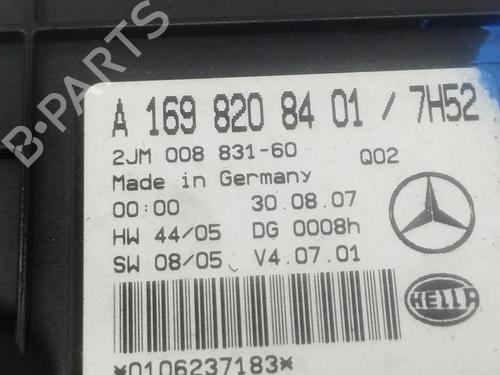 A 169 820 84 01 / 7H52
2JM 008 831-60 Q02
Made in Germany
00:00 30.08.07
HW 44/05 DG 0008h
SW 08/05 V4.07.01
HELLA
*0106237183*
B-PARTS